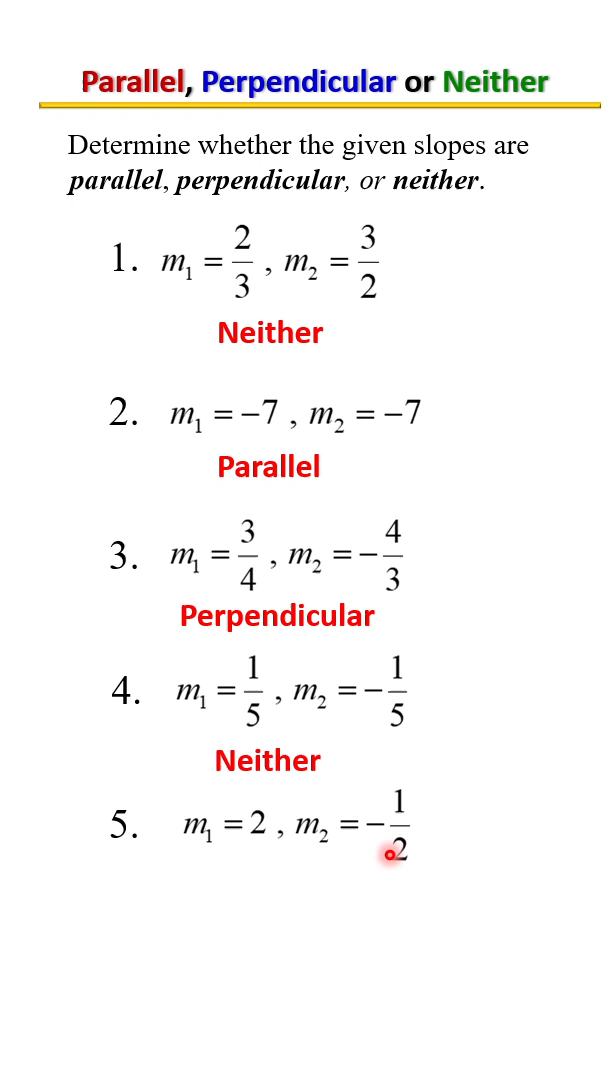 Parallel, Perpendicular or Neither
Determine whether the given slopes are
parallel, perpendicular, or neither.
1. m₁ = 2/3 , m₂ = 3/2
Neither
2. m₁ = −7 , m₂ = −7
Parallel
3. m₁ = 3/4 , m₂ = −4/3
Perpendicular
4. m₁ = 1/5 , m₂ = −1/5
Neither
5. m₁ = 2 , m₂ = −1/2